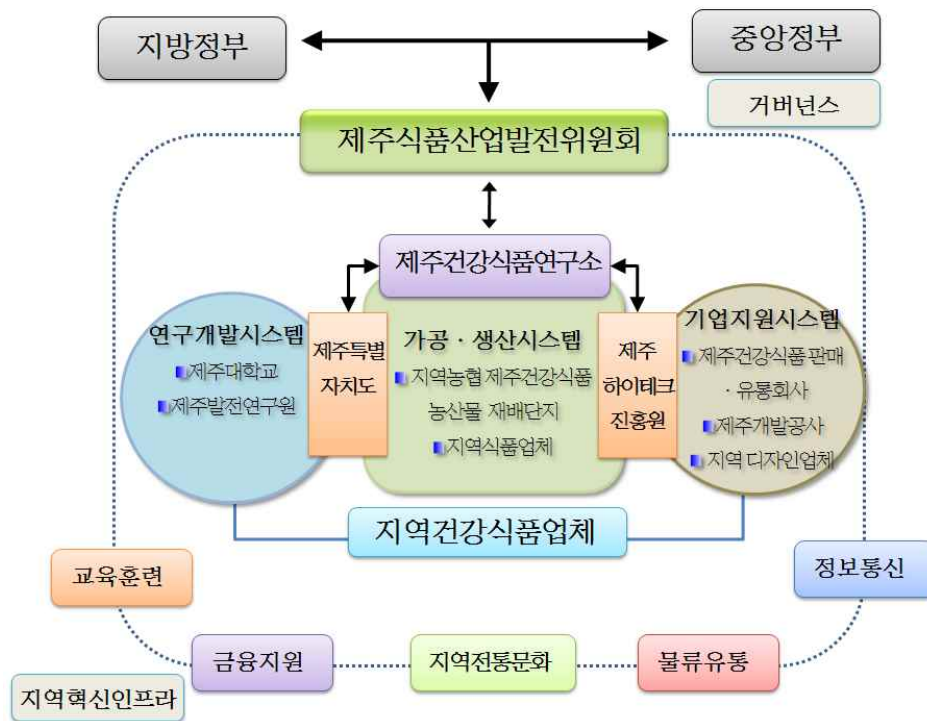 지방정부
중앙정부
거버넌스
제주식품산업발전위원회
제주건강식품연구소
연구개발시스템
제주대학교
제주발전연구원
제주특별
자치도
가공 · 생산시스템
지역농협 제주건강식품
농산물 재배단지
지역식품업체
제주
하이테크
진흥원
기업지원시스템
제주건강식품 판매
· 유통회사
제주개발공사
지역 디자인업체
지역건강식품업체
교육훈련
정보통신
금융지원
지역전통문화
물류유통
지역혁신인프라